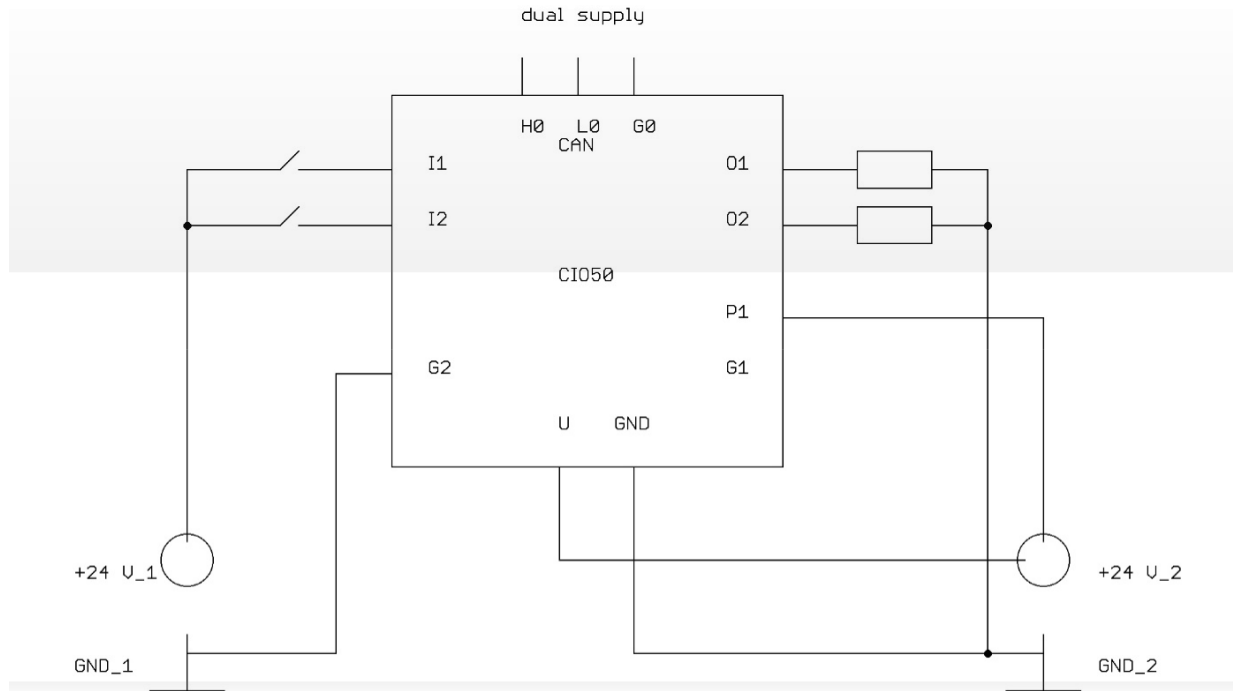 dual supply
H0 L0 G0
CAN
I1 O1
I2 O2
CIO50
P1
G2 G1
U GND
+24 V_1 +24 V_2
GND_1 GND_2